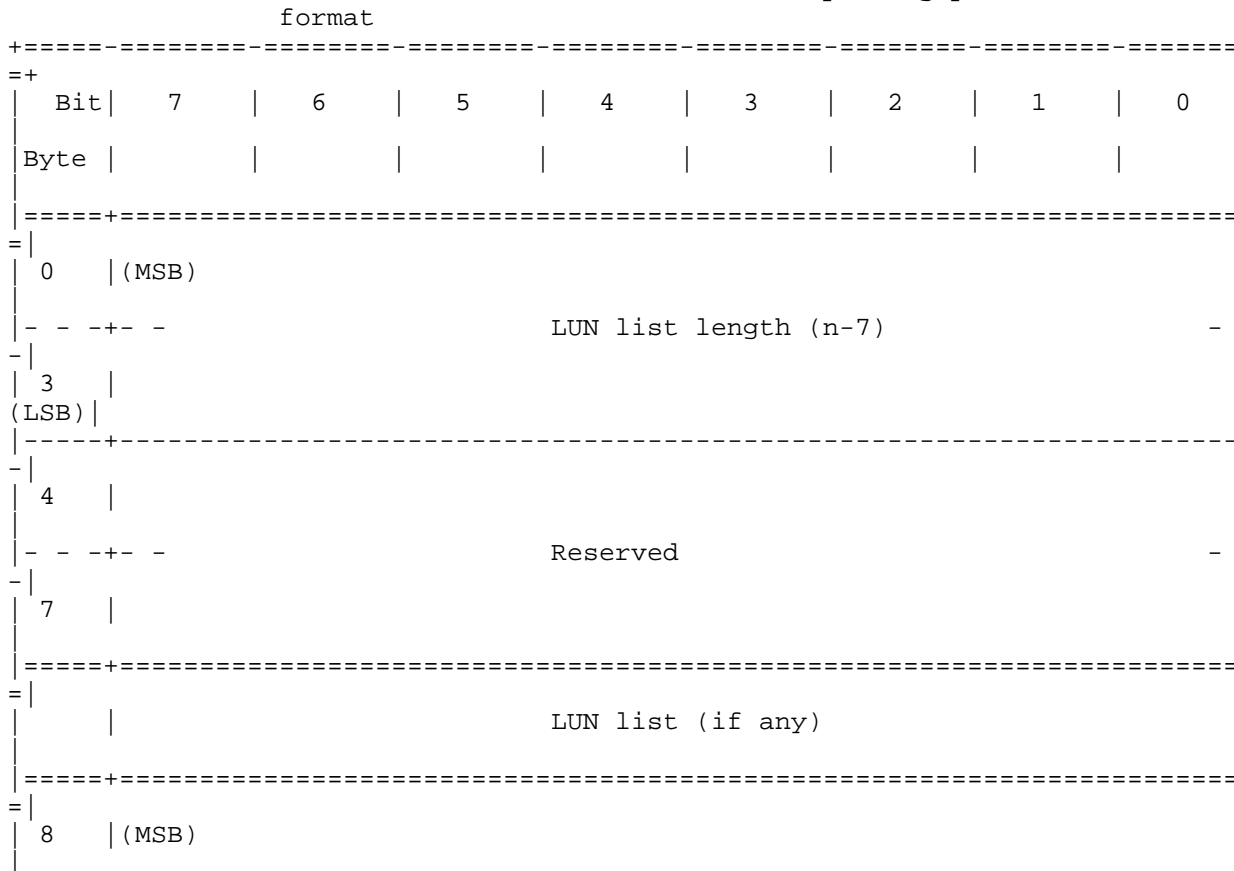 format
+=====-========-========-========-========-========-========-========-=======
=+
|  Bit|   7    |   6    |   5    |   4    |   3    |   2    |   1    |   0
|
|Byte |        |        |        |        |        |        |        |
|
|=====+======================================================================
=|
| 0   |(MSB)
|
|- - -+- -                        LUN list length (n-7)                    -
-|
| 3   |
(LSB)|
|-----+----------------------------------------------------------------------
-|
| 4   |
|
|- - -+- -                        Reserved                                 -
-|
| 7   |
|
|=====+======================================================================
=|
|     |                           LUN list (if any)
|
|=====+======================================================================
=|
| 8   |(MSB)
|